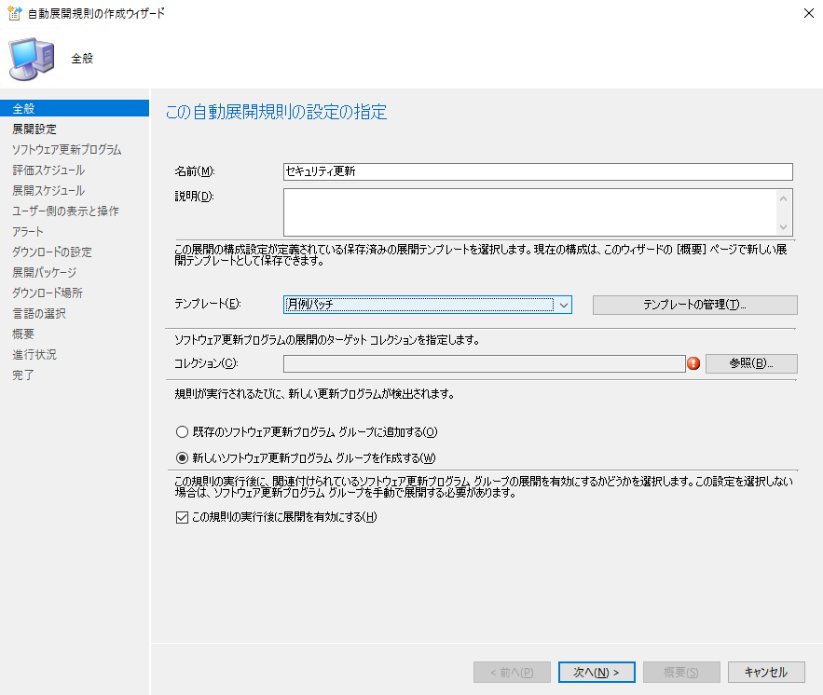 自動展開規則の作成ウィザード
全般
全般
展開設定
ソフトウェア更新プログラム
評価スケジュール
展開スケジュール
ユーザー側の表示と操作
アラート
ダウンロードの設定
展開パッケージ
ダウンロード場所
言語の選択
概要
進行状況
完了
この自動展開規則の設定の指定
名前(M): セキュリティ更新
説明(D):
この展開の構成設定が定義されている保存済みの展開テンプレートを選択します。現在の構成は、このウィザードの [概要] ページで新しい展
開テンプレートとして保存できます。
テンプレート(E): 月例パッチ テンプレートの管理(T)...
ソフトウェア更新プログラムの展開のターゲット コレクションを指定します。
コレクション(C): 参照(B)...
規則が実行されるたびに、新しい更新プログラムが検出されます。
既存のソフトウェア更新プログラム グループに追加する(O)
新しいソフトウェア更新プログラム グループを作成する(W)
この規則の実行後に、関連付けられているソフトウェア更新プログラム グループの展開を有効にするかどうかを選択します。この設定を選択しない
場合は、ソフトウェア更新プログラム グループを手動で展開する必要があります。
この規則の実行後に展開を有効にする(H)
< 前へ(P) 次へ(N) > 概要(S) キャンセル